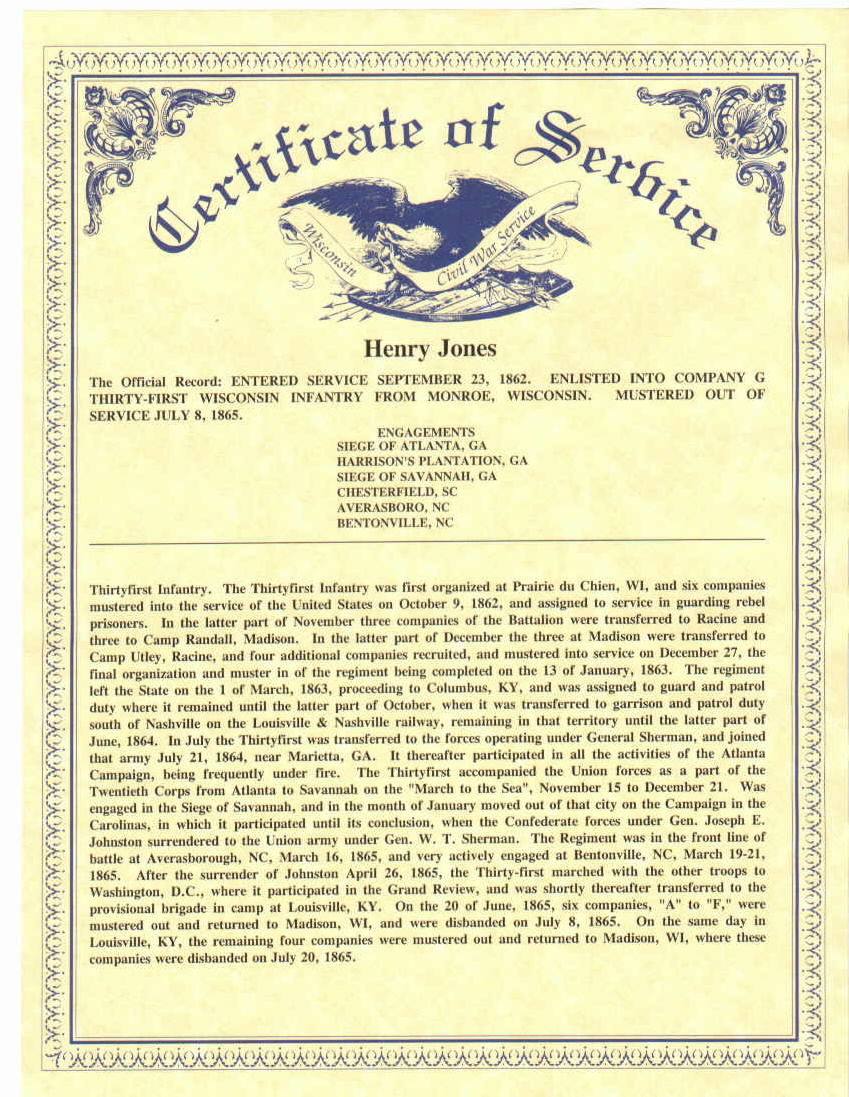 Certificate of Service
Wisconsin
Civil War Service
Henry Jones
The Official Record: ENTERED SERVICE SEPTEMBER 23, 1862. ENLISTED INTO COMPANY G
THIRTY-FIRST WISCONSIN INFANTRY FROM MONROE, WISCONSIN. MUSTERED OUT OF
SERVICE JULY 8, 1865.
ENGAGEMENTS
SIEGE OF ATLANTA, GA
HARRISON'S PLANTATION, GA
SIEGE OF SAVANNAH, GA
CHESTERFIELD, SC
AVERASBORO, NC
BENTONVILLE, NC
Thirtyfirst Infantry. The Thirtyfirst Infantry was first organized at Prairie du Chien, WI, and six companies
mustered into the service of the United States on October 9, 1862, and assigned to service in guarding rebel
prisoners. In the latter part of November three companies of the Battalion were transferred to Racine and
three to Camp Randall, Madison. In the latter part of December the three at Madison were transferred to
Camp Utley, Racine, and four additional companies recruited, and mustered into service on December 27, the
final organization and muster in of the regiment being completed on the 13 of January, 1863. The regiment
left the State on the 1 of March, 1863, proceeding to Columbus, KY, and was assigned to guard and patrol
duty where it remained until the latter part of October, when it was transferred to garrison and patrol duty
south of Nashville on the Louisville & Nashville railway, remaining in that territory until the latter part of
June, 1864. In July the Thirtyfirst was transferred to the forces operating under General Sherman, and joined
that army July 21, 1864, near Marietta, GA. It thereafter participated in all the activities of the Atlanta
Campaign, being frequently under fire. The Thirtyfirst accompanied the Union forces as a part of the
Twentieth Corps from Atlanta to Savannah on the "March to the Sea", November 15 to December 21. Was
engaged in the Siege of Savannah, and in the month of January moved out of that city on the Campaign in the
Carolinas, in which it participated until its conclusion, when the Confederate forces under Gen. Joseph E.
Johnston surrendered to the Union army under Gen. W. T. Sherman. The Regiment was in the front line of
battle at Averasborough, NC, March 16, 1865, and very actively engaged at Bentonville, NC, March 19-21,
1865. After the surrender of Johnston April 26, 1865, the Thirty-first marched with the other troops to
Washington, D.C., where it participated in the Grand Review, and was shortly thereafter transferred to the
provisional brigade in camp at Louisville, KY. On the 20 of June, 1865, six companies, "A" to "F," were
mustered out and returned to Madison, WI, and were disbanded on July 8, 1865. On the same day in
Louisville, KY, the remaining four companies were mustered out and returned to Madison, WI, where these
companies were disbanded on July 20, 1865.